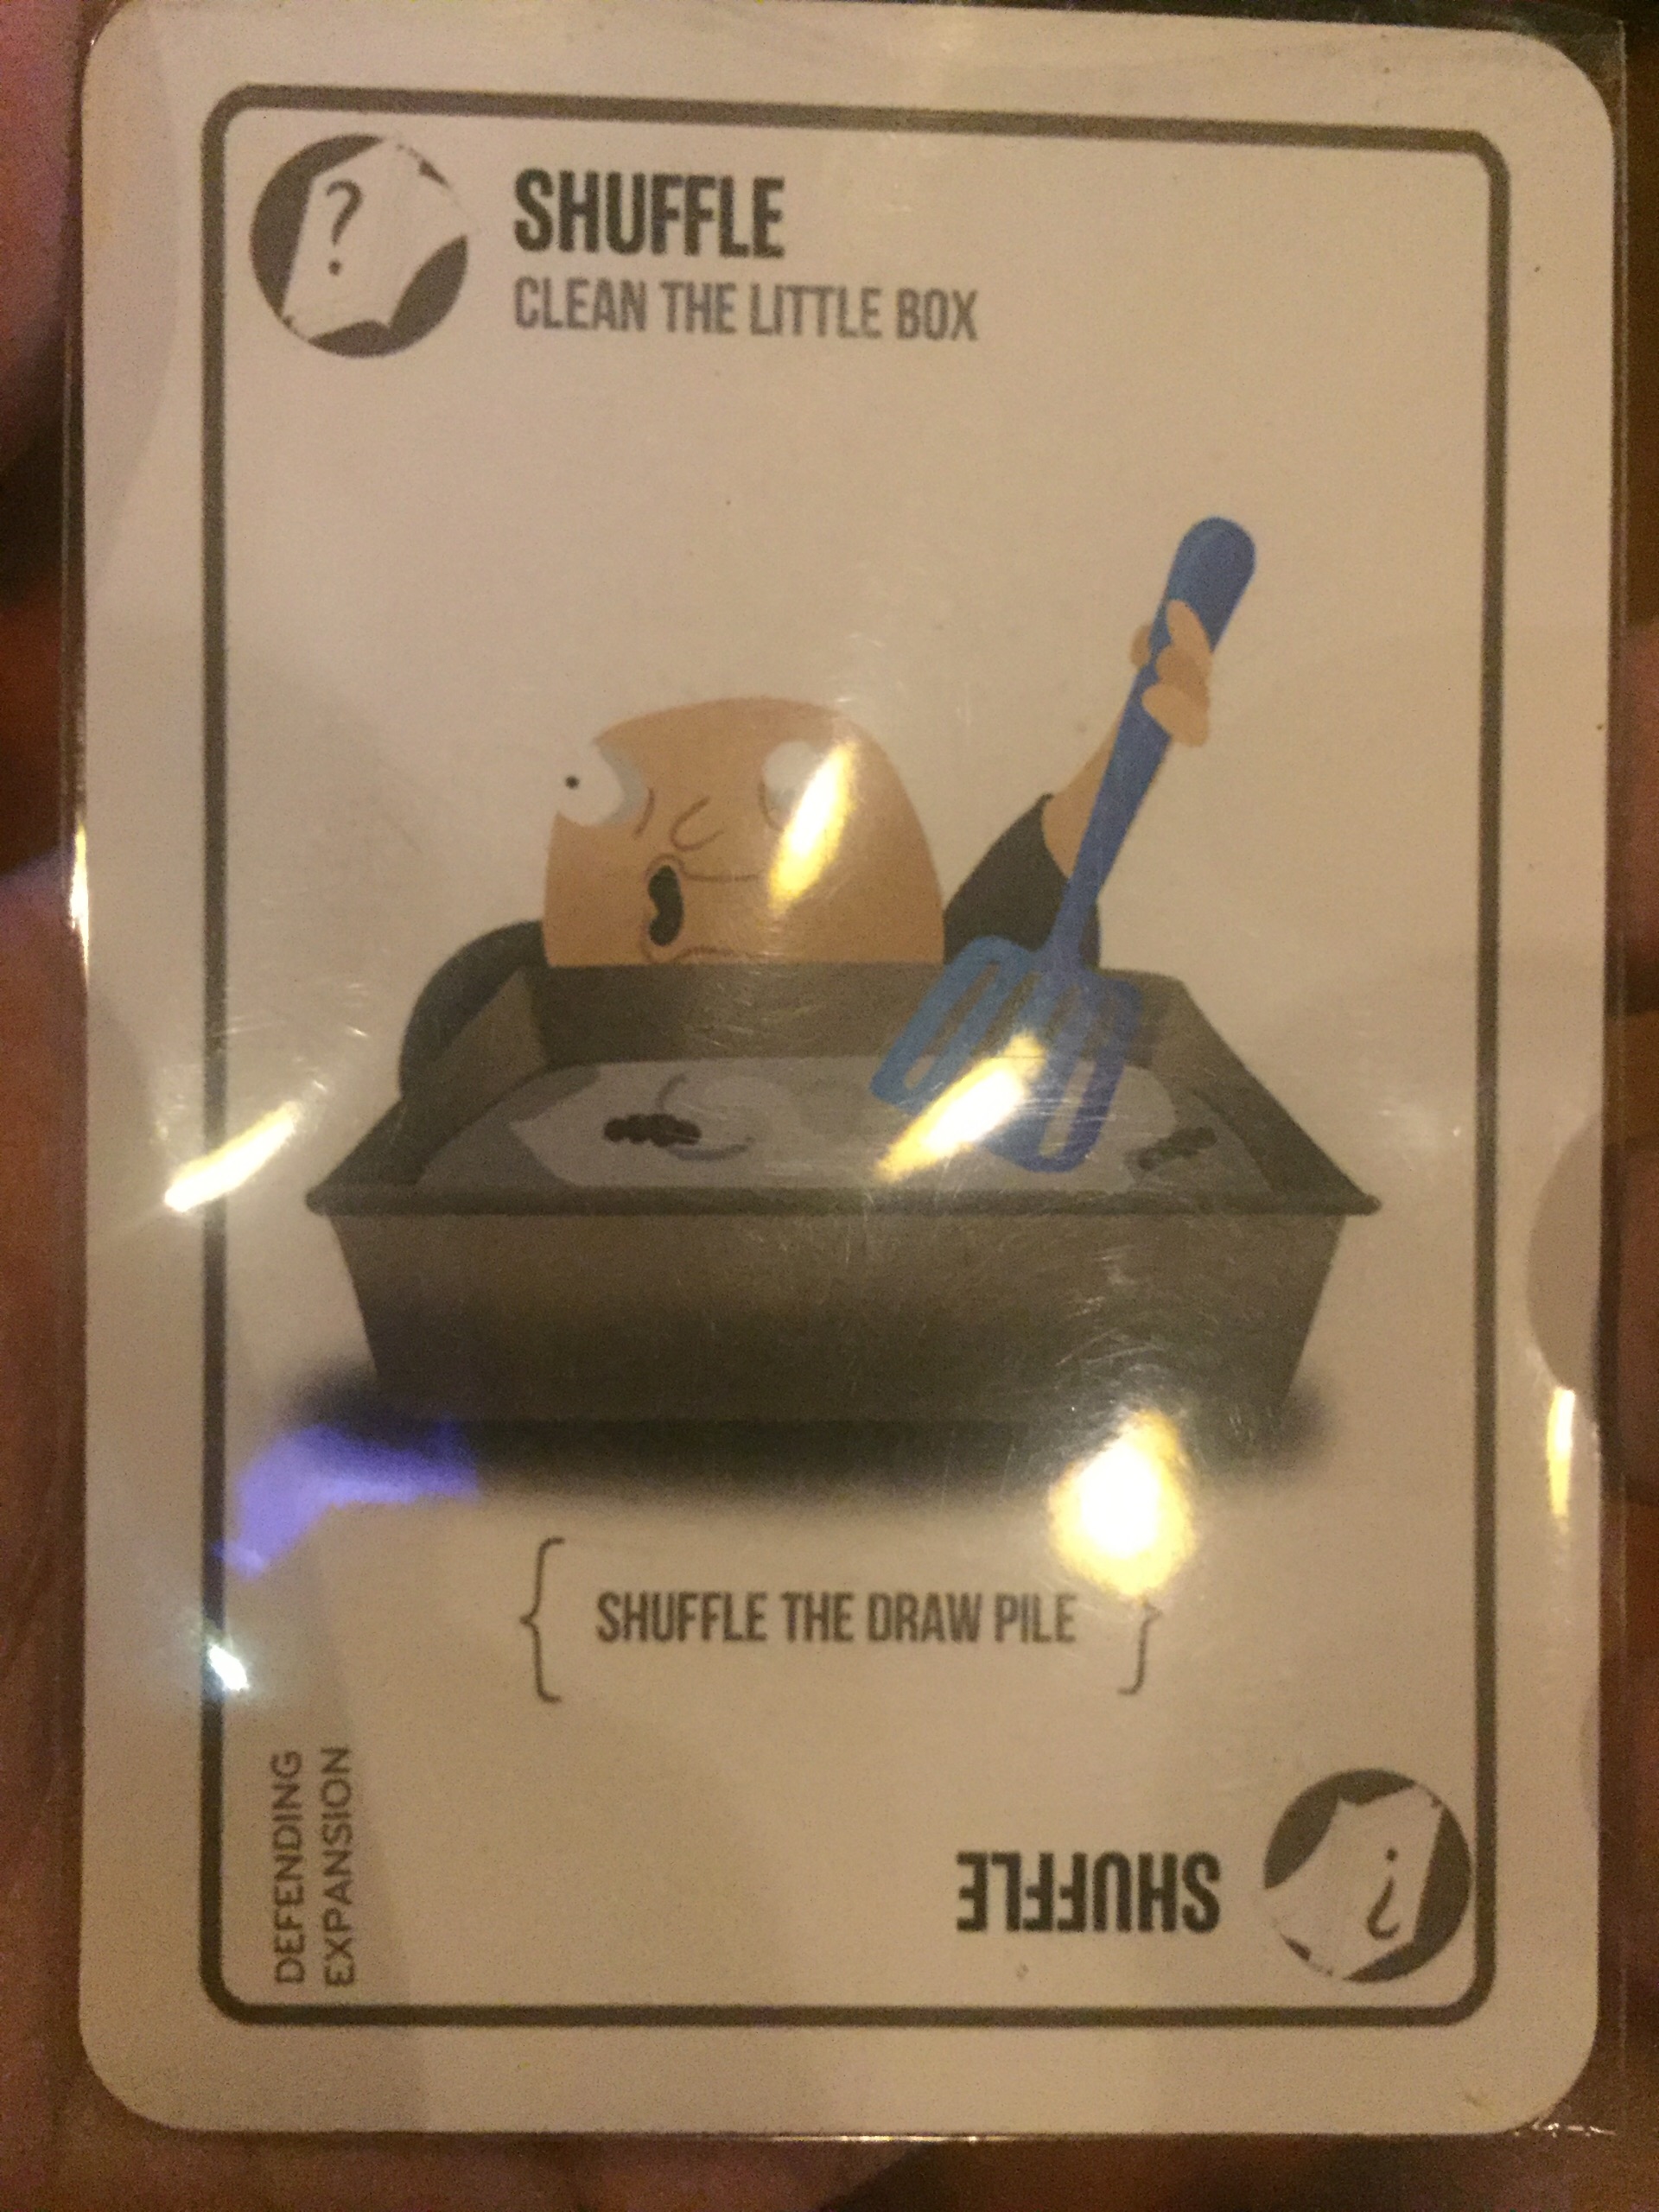 ?
SHUFFLE
CLEAN THE LITTLE BOX
{ SHUFFLE THE DRAW PILE }
DEFENDING
EXPANSION
SHUFFLE
?